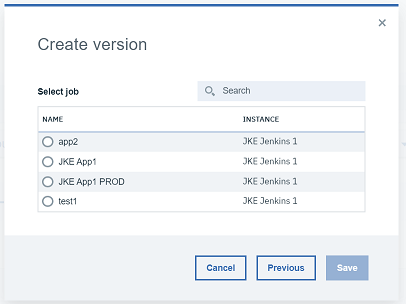 Create version
Select job
Search
NAME INSTANCE
app2 JKE Jenkins 1
JKE App1 JKE Jenkins 1
JKE App1 PROD JKE Jenkins 1
test1 JKE Jenkins 1
Cancel Previous Save